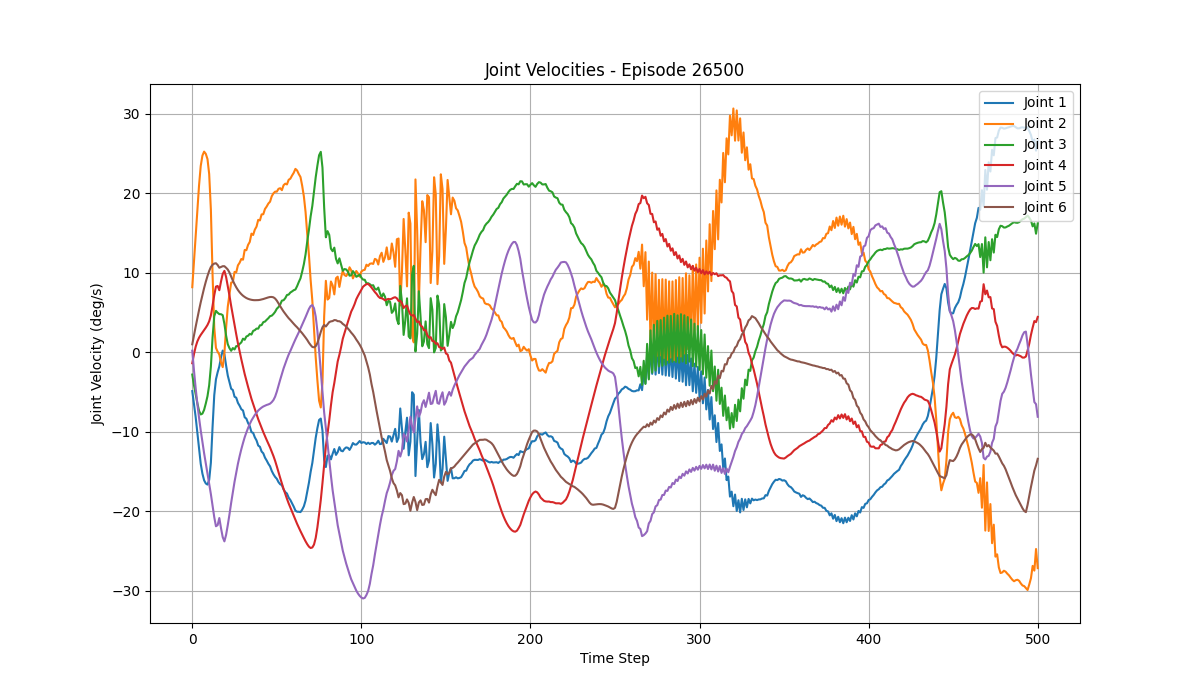 Joint Velocities - Episode 26500
Joint Velocity (deg/s)
30
20
10
0
−10
−20
−30
Joint 1
Joint 2
Joint 3
Joint 4
Joint 5
Joint 6
0
100
200
300
400
500
Time Step